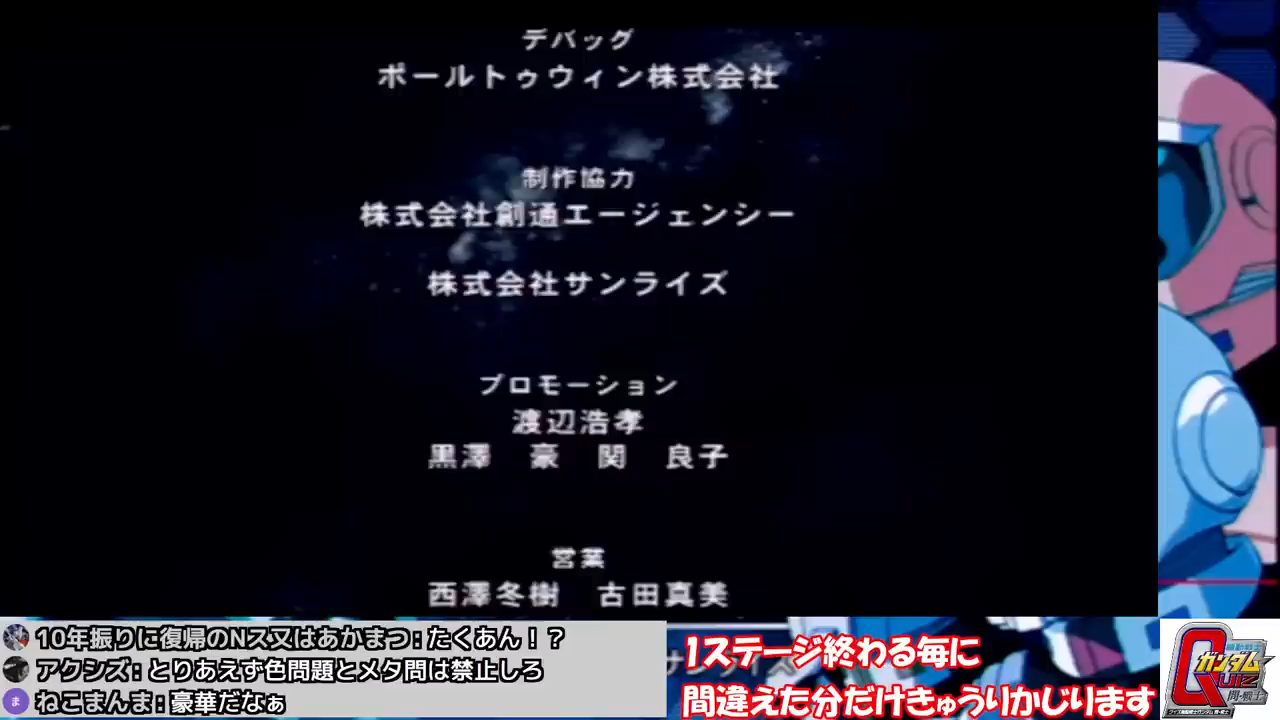 デバッグ
ポールトゥウィン株式会社
制作協力
株式会社創通エージェンシー
株式会社サンライズ
プロモーション
渡辺浩孝
黒澤　豪　関　良子
営業
西澤冬樹　古田真美
10年振りに復帰のNス又はあかまつ : たくあん！？
アクシズ : とりあえず色問題とメタ問は禁止しろ
ま ねこまんま : 豪華だなぁ
1ステージ終わる毎に
間違えた分だけきゅうりかじります
機動戦士
ガンダム
QUIZ